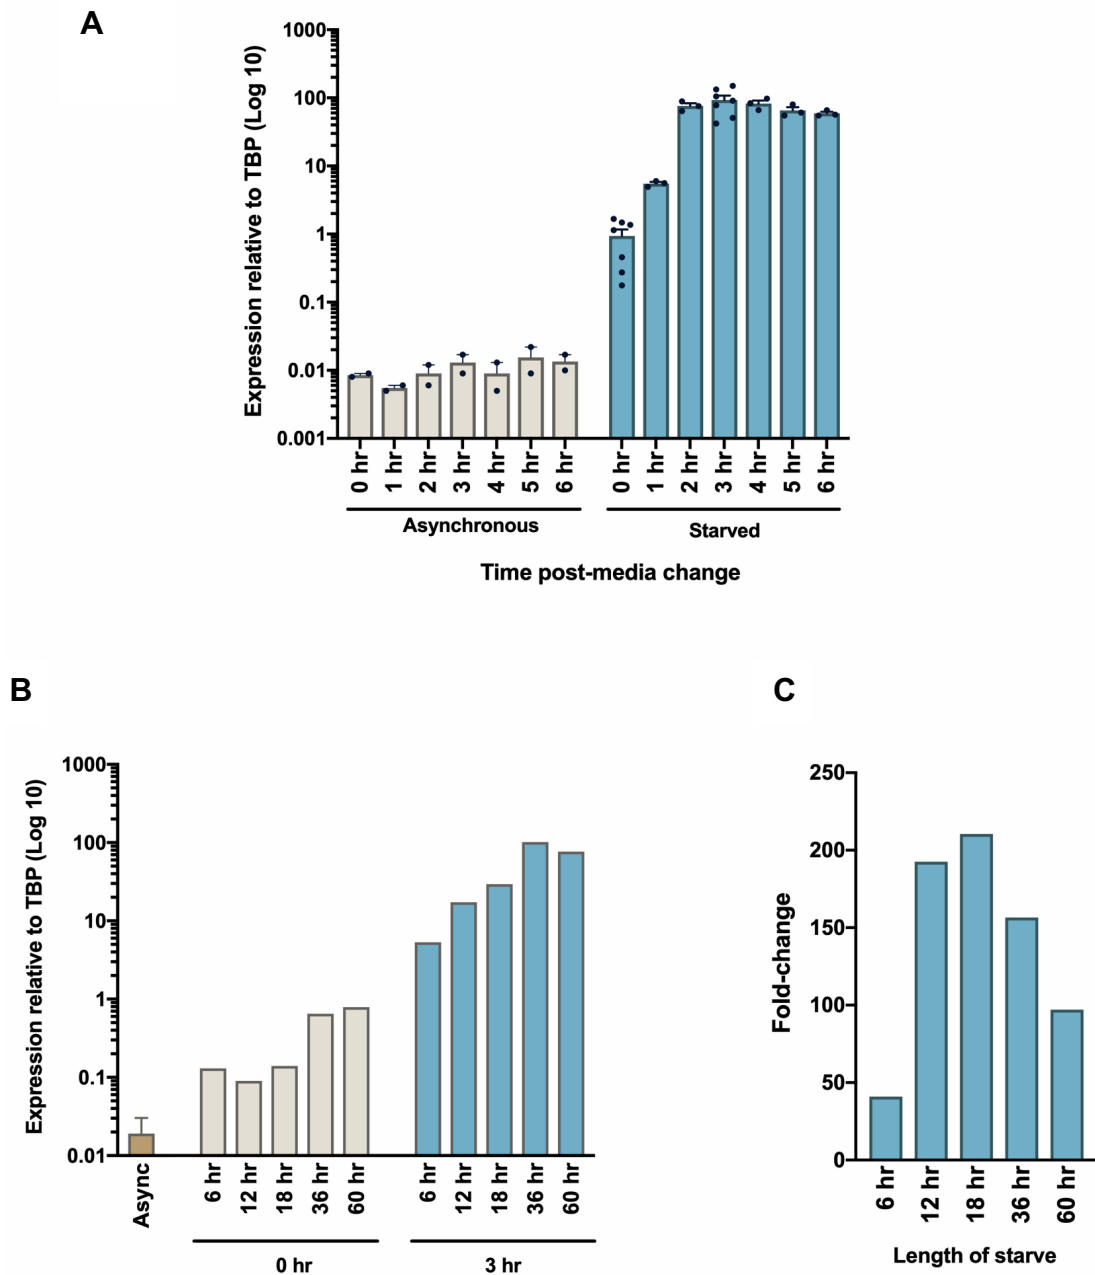 A
Expression relative to TBP (Log 10)
1000
100
10
1
0.1
0.01
0.001
0 hr
1 hr
2 hr
3 hr
4 hr
5 hr
6 hr
0 hr
1 hr
2 hr
3 hr
4 hr
5 hr
6 hr
Asynchronous
Starved
Time post-media change
B
Expression relative to TBP (Log 10)
1000
100
10
1
0.1
0.01
Async
6 hr
12 hr
18 hr
36 hr
60 hr
6 hr
12 hr
18 hr
36 hr
60 hr
0 hr
3 hr
C
Fold-change
250
200
150
100
50
0
6 hr
12 hr
18 hr
36 hr
60 hr
Length of starve